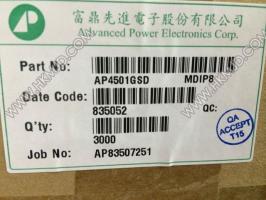 富鼎先進電子股份有限公司
Advanced Power Electronics Corp.
Part No:
AP4501GSD MDIP8
Date Code:
835052 QC:
Q'ty:
3000
QA
ACCEPT
T15
Job No: AP83507251